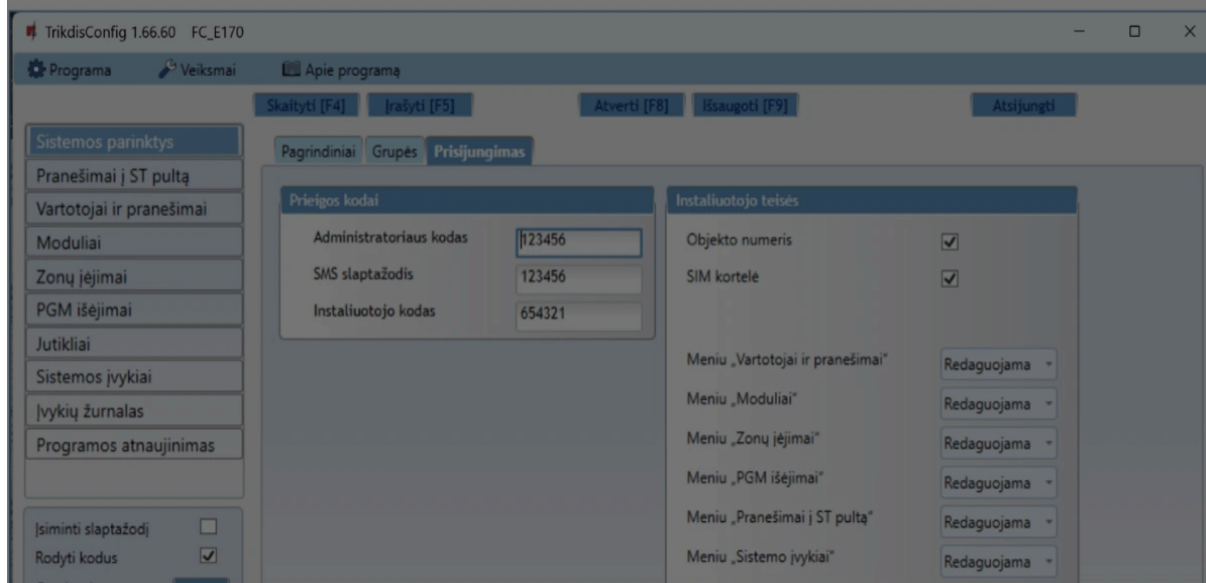 TrikdisConfig 1.66.60 FC_E170
Programa Veiksmai Apie programą
Skaityti [F4] Įrašyti [F5] Atverti [F8] Išsaugoti [F9] Atsijungti
Sistemos parinktys
Pranešimai į ST pultą
Vartotojai ir pranešimai
Moduliai
Zonų įėjimai
PGM išėjimai
Jutikliai
Sistemos įvykiai
Įvykių žurnalas
Programos atnaujinimas
Įsiminti slaptažodį
Rodyti kodus
Pagrindiniai Grupės Prisijungimas
Prieigos kodai
Administratoriaus kodas 123456
SMS slaptažodis 123456
Instaliuotojo kodas 654321
Instaliuotojo teisės
Objekto numeris
SIM kortelė
Meniu „Vartotojai ir pranešimai“ Redaguojama
Meniu „Moduliai“ Redaguojama
Meniu „Zonų įėjimai“ Redaguojama
Meniu „PGM išėjimai“ Redaguojama
Meniu „Pranešimai į ST pultą“ Redaguojama
Meniu „Sistemo įvykiai“ Redaguojama